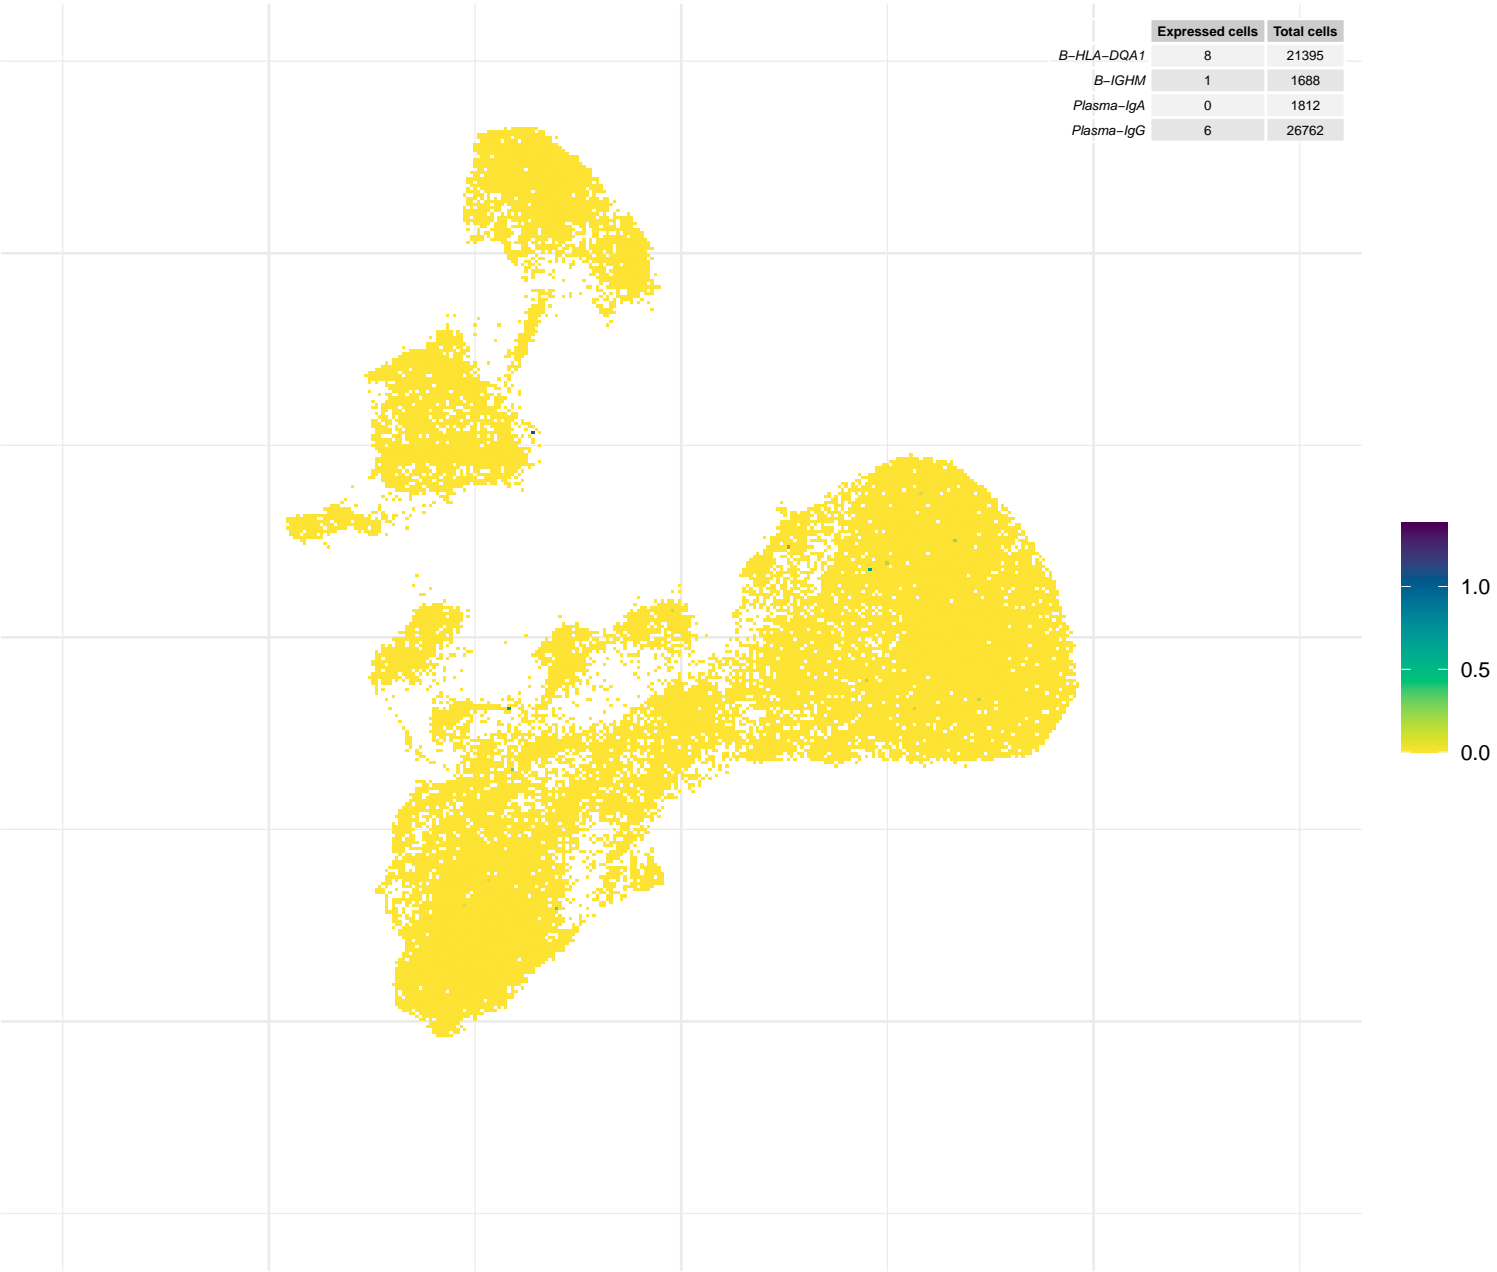 Expressed cells Total cells
B−HLA−DQA1 8 21395
B−IGHM 1 1688
Plasma−IgA 0 1812
Plasma−IgG 6 26762
1.0
0.5
0.0